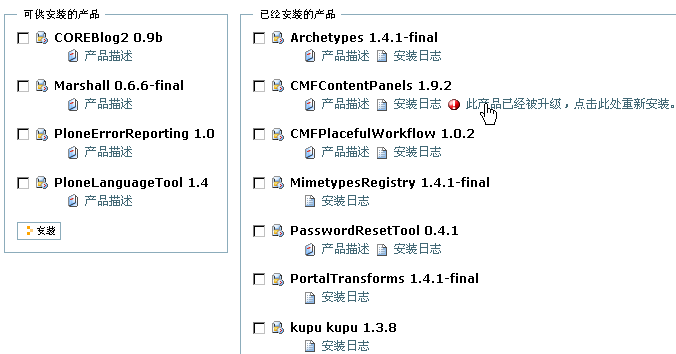 可供安装的产品
COREBlog2 0.9b
产品描述
Marshall 0.6.6-final
产品描述
PloneErrorReporting 1.0
产品描述
PloneLanguageTool 1.4
产品描述
安装
已经安装的产品
Archetypes 1.4.1-final
产品描述 安装日志
CMFContentPanels 1.9.2
产品描述 安装日志 此产品已经被升级，点击此处重新安装。
CMFPlacefulWorkflow 1.0.2
产品描述 安装日志
MimetypesRegistry 1.4.1-final
安装日志
PasswordResetTool 0.4.1
产品描述 安装日志
PortalTransforms 1.4.1-final
安装日志
kupu kupu 1.3.8
安装日志